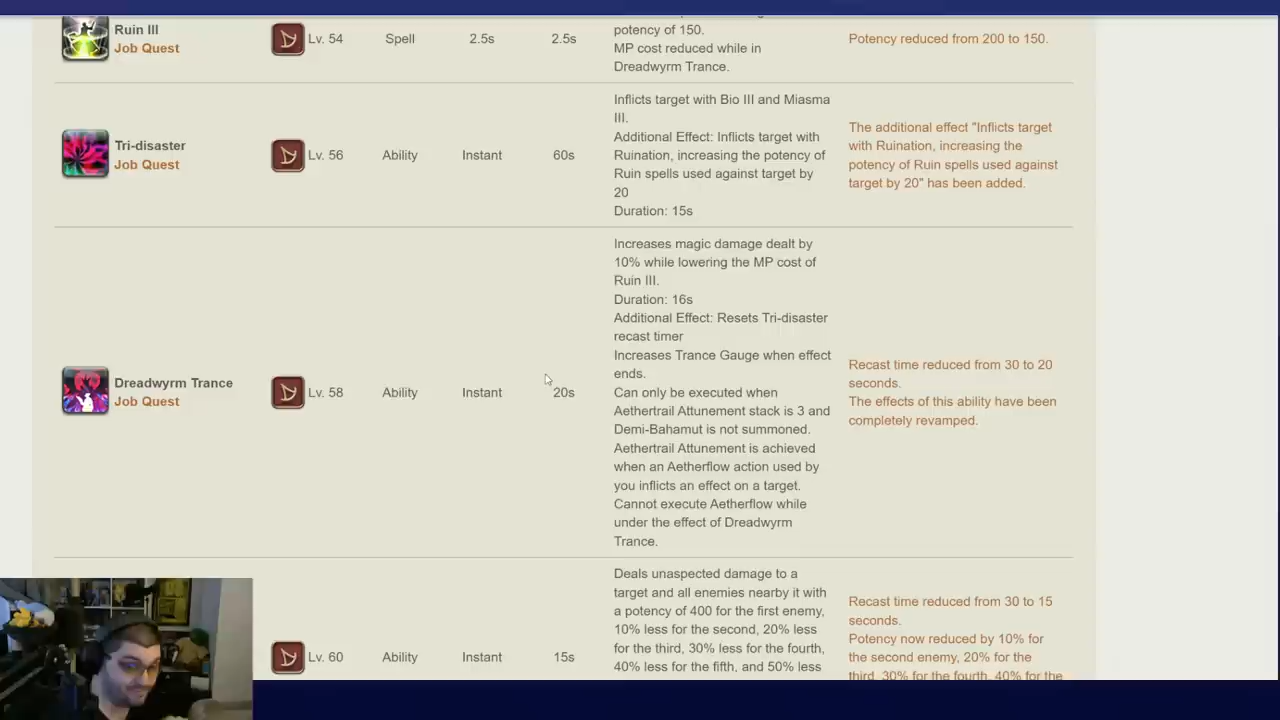 Ruin III
Job Quest
Lv. 54
Spell
2.5s
2.5s
potency of 150.
MP cost reduced while in
Dreadwyrm Trance.
Potency reduced from 200 to 150.
Tri-disaster
Job Quest
Lv. 56
Ability
Instant
60s
Inflicts target with Bio III and Miasma
III.
Additional Effect: Inflicts target with
Ruination, increasing the potency of
Ruin spells used against target by
20
Duration: 15s
The additional effect "Inflicts target
with Ruination, increasing the
potency of Ruin spells used against
target by 20" has been added.
Dreadwyrm Trance
Job Quest
Lv. 58
Ability
Instant
20s
Increases magic damage dealt by
10% while lowering the MP cost of
Ruin III.
Duration: 16s
Additional Effect: Resets Tri-disaster
recast timer
Increases Trance Gauge when effect
ends.
Can only be executed when
Aethertrail Attunement stack is 3 and
Demi-Bahamut is not summoned.
Aethertrail Attunement is achieved
when an Aetherflow action used by
you inflicts an effect on a target.
Cannot execute Aetherflow while
under the effect of Dreadwyrm
Trance.
Recast time reduced from 30 to 20
seconds.
The effects of this ability have been
completely revamped.
Lv. 60
Ability
Instant
15s
Deals unaspected damage to a
target and all enemies nearby it with
a potency of 400 for the first enemy,
10% less for the second, 20% less
for the third, 30% less for the fourth,
40% less for the fifth, and 50% less
Recast time reduced from 30 to 15
seconds.
Potency now reduced by 10% for
the second enemy, 20% for the
third, 30% for the fourth, 40% for the